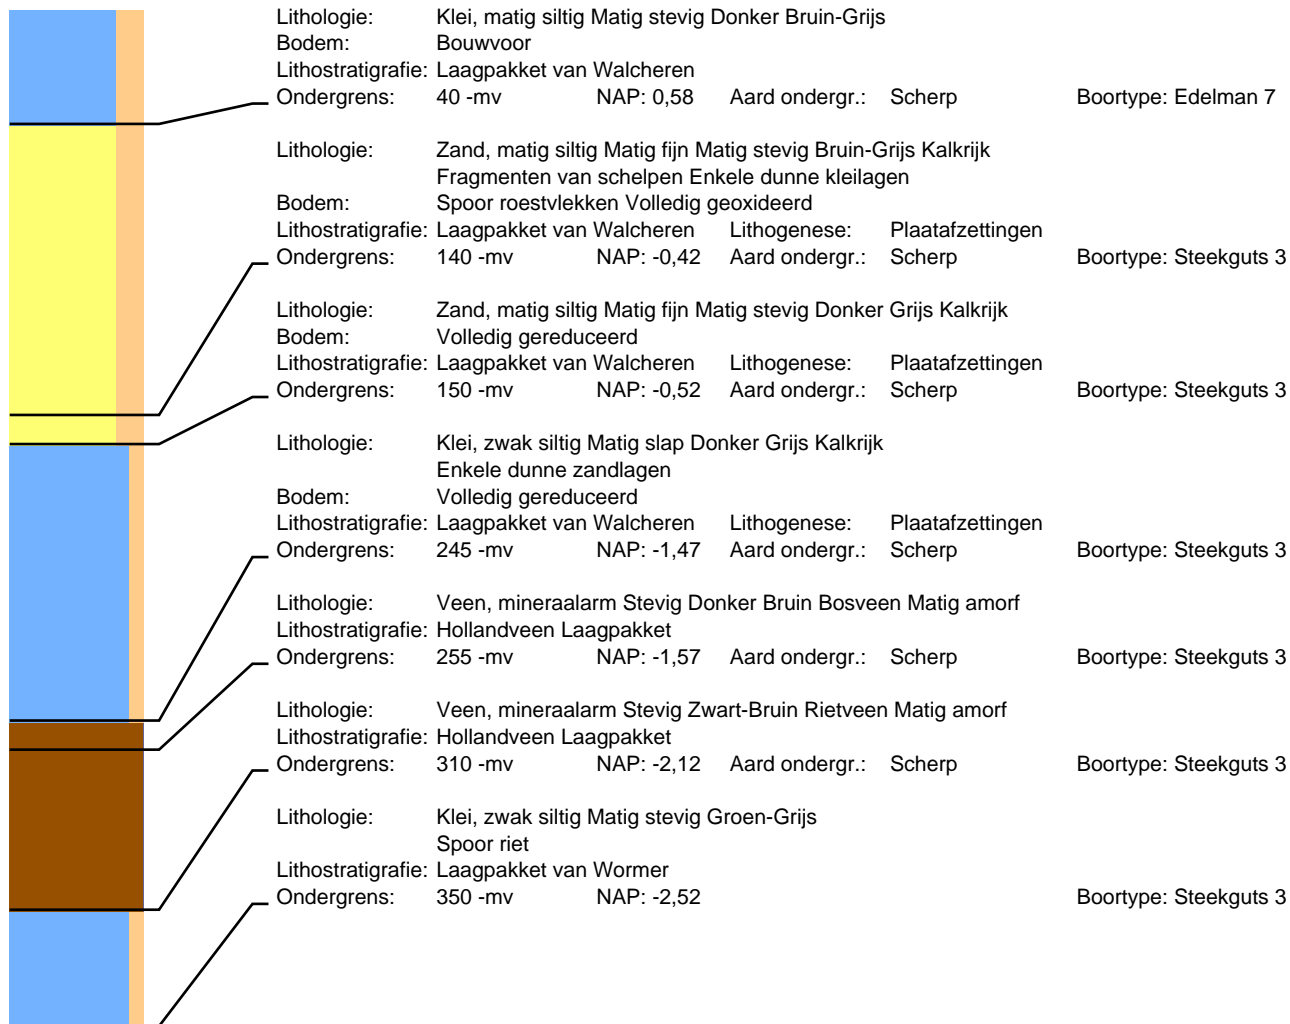 Lithologie: Klei, matig siltig Matig stevig Donker Bruin-Grijs
Bodem: Bouwvoor
Lithostratigrafie: Laagpakket van Walcheren
Ondergrens: 40 -mv NAP: 0,58 Aard ondergr.: Scherp Boortype: Edelman 7
Lithologie: Zand, matig siltig Matig fijn Matig stevig Bruin-Grijs Kalkrijk
Fragmenten van schelpen Enkele dunne kleilagen
Bodem: Spoor roestvlekken Volledig geoxideerd
Lithostratigrafie: Laagpakket van Walcheren Lithogenese: Plaatafzettingen
Ondergrens: 140 -mv NAP: -0,42 Aard ondergr.: Scherp Boortype: Steekguts 3
Lithologie: Zand, matig siltig Matig fijn Matig stevig Donker Grijs Kalkrijk
Bodem: Volledig gereduceerd
Lithostratigrafie: Laagpakket van Walcheren Lithogenese: Plaatafzettingen
Ondergrens: 150 -mv NAP: -0,52 Aard ondergr.: Scherp Boortype: Steekguts 3
Lithologie: Klei, zwak siltig Matig slap Donker Grijs Kalkrijk
Enkele dunne zandlagen
Bodem: Volledig gereduceerd
Lithostratigrafie: Laagpakket van Walcheren Lithogenese: Plaatafzettingen
Ondergrens: 245 -mv NAP: -1,47 Aard ondergr.: Scherp Boortype: Steekguts 3
Lithologie: Veen, mineraalarm Stevig Donker Bruin Bosveen Matig amorf
Lithostratigrafie: Hollandveen Laagpakket
Ondergrens: 255 -mv NAP: -1,57 Aard ondergr.: Scherp Boortype: Steekguts 3
Lithologie: Veen, mineraalarm Stevig Zwart-Bruin Rietveen Matig amorf
Lithostratigrafie: Hollandveen Laagpakket
Ondergrens: 310 -mv NAP: -2,12 Aard ondergr.: Scherp Boortype: Steekguts 3
Lithologie: Klei, zwak siltig Matig stevig Groen-Grijs
Spoor riet
Lithostratigrafie: Laagpakket van Wormer
Ondergrens: 350 -mv NAP: -2,52 Boortype: Steekguts 3